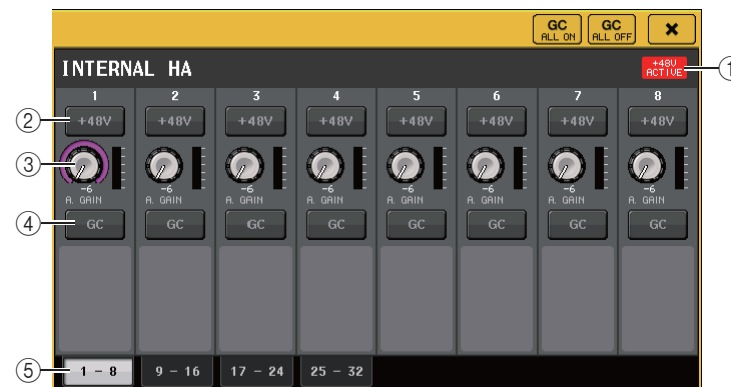 GC ALL ON GC ALL OFF ×
INTERNAL HA +48V ACTIVE ①
1 2 3 4 5 6 7 8
② +48V +48V +48V +48V +48V +48V +48V +48V
③ -6 -6 -6 -6 -6 -6 -6 -6
A. GAIN A. GAIN A. GAIN A. GAIN A. GAIN A. GAIN A. GAIN A. GAIN
④ GC GC GC GC GC GC GC GC
⑤ 1 - 8 9 - 16 17 - 24 25 - 32